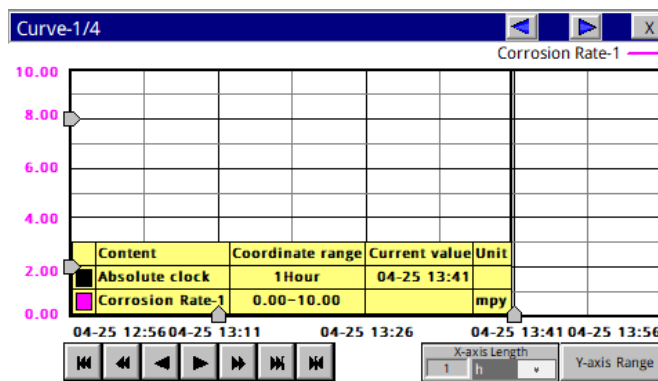 Curve-1/4 X
Corrosion Rate-1
10.00
8.00
6.00
4.00
2.00
0.00
Content Coordinate range Current value Unit
Absolute clock 1Hour 04-25 13:41
Corrosion Rate-1 0.00~10.00 mpy
04-25 12:56 04-25 13:11 04-25 13:26 04-25 13:41 04-25 13:56
X-axis Length
1 h
Y-axis Range